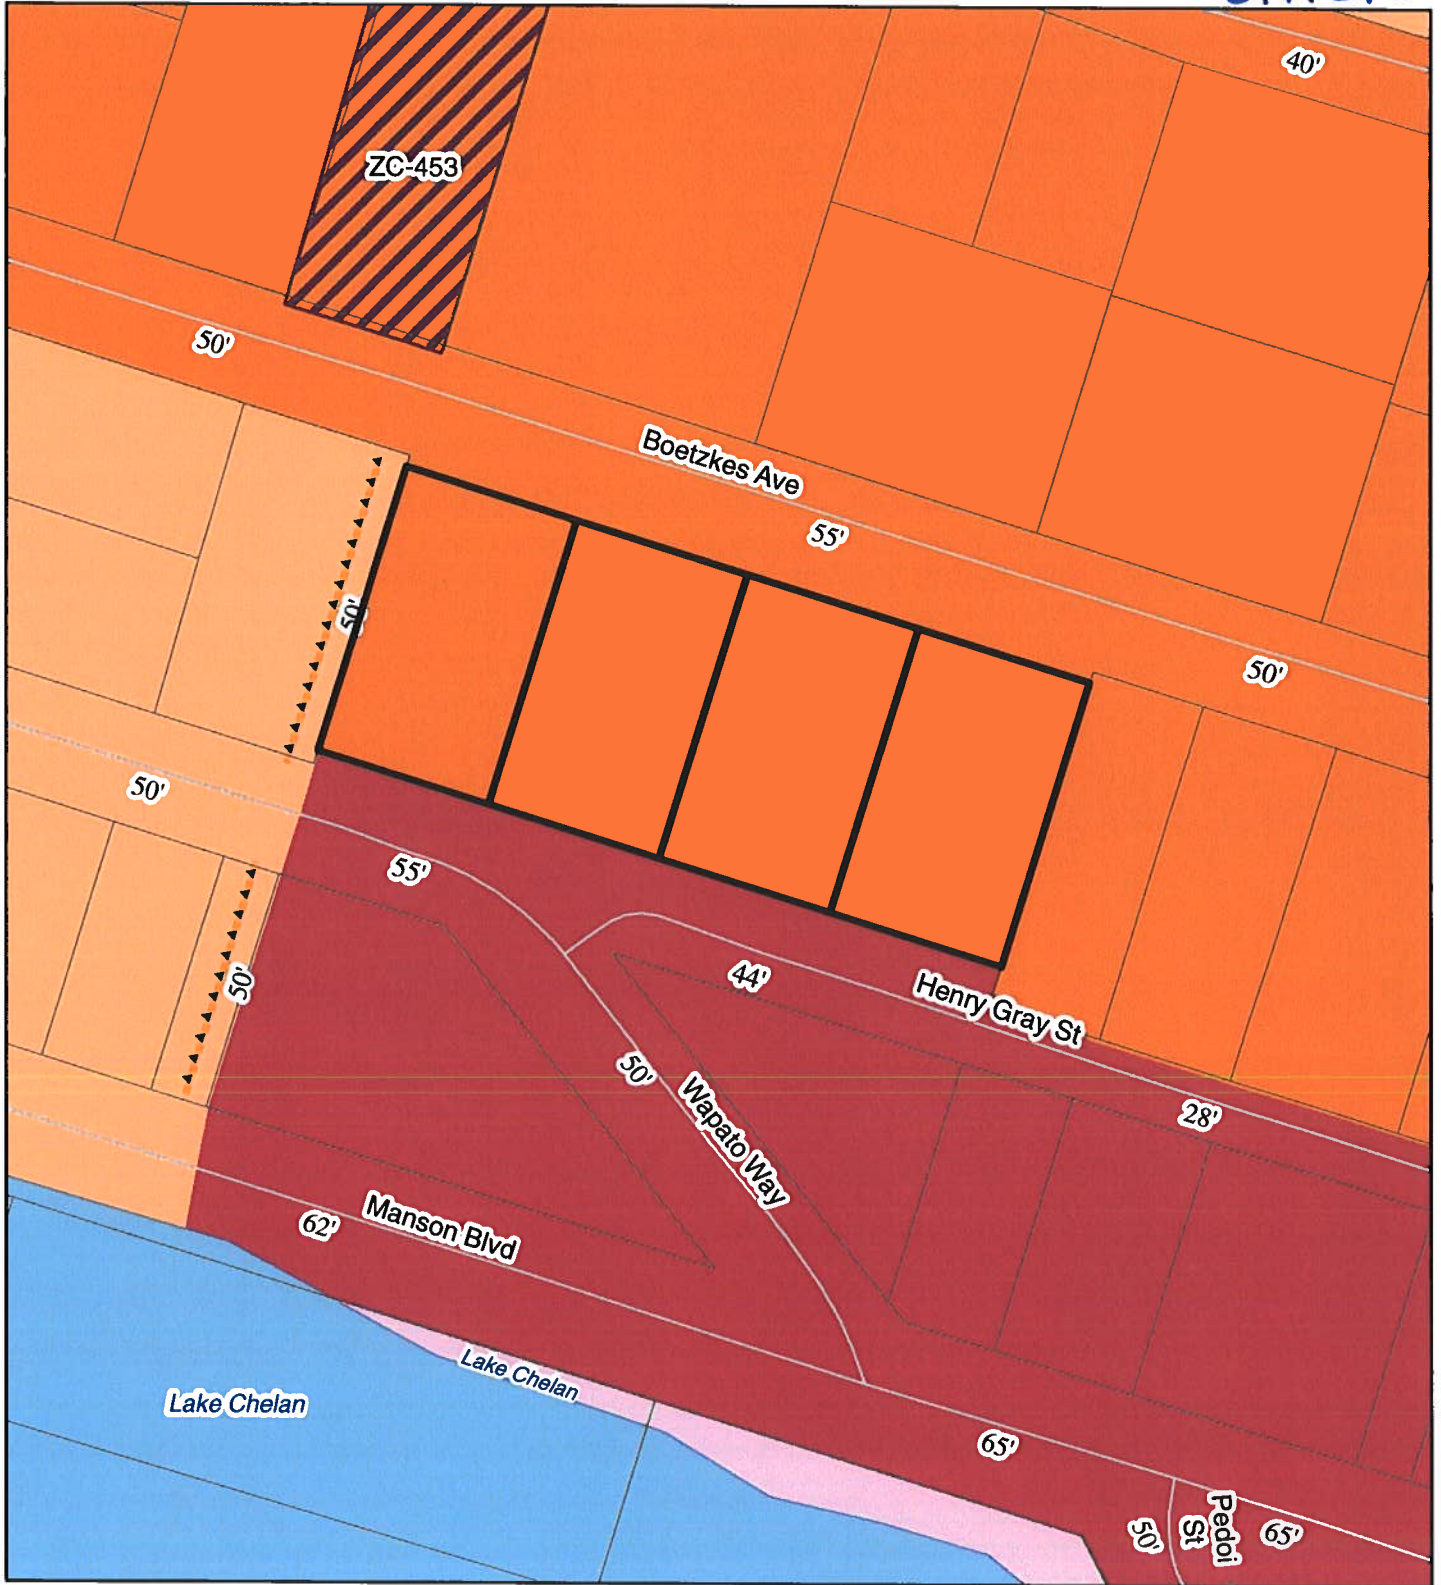 40'
ZC-453
50'
Boetzkes Ave
55'
50'
50'
50'
55'
44'
Henry Gray St
50'
50'
Wapato Way
28'
Manson Blvd
62'
Lake Chelan
Lake Chelan
65'
Pedoi
St
50'
65'